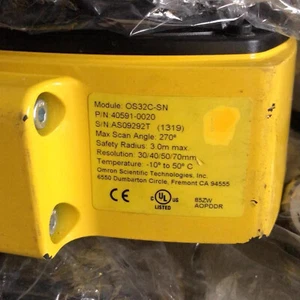 Module: OS32C-SN
P/N 40591-0020
S/N:AS09292T (1319)
Max Scan Angle: 270°
Safety Radius: 3.0m max.
Resolution: 30/40/50/70mm
Temperature: -10° to 50° C
Omron Scientific Technologies, Inc.
6550 Dumbarton Circle, Fremont CA 94555
CE
c UL US
LISTED
85ZW
AOPDDR